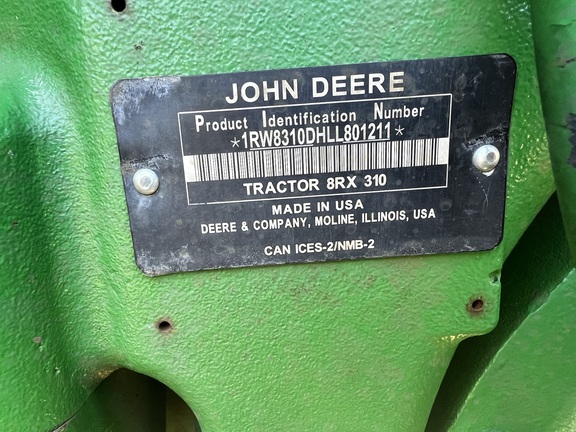 JOHN DEERE
Product Identification Number
*1RW8310DHLL801211*
TRACTOR 8RX 310
MADE IN USA
DEERE & COMPANY, MOLINE, ILLINOIS, USA
CAN ICES-2/NMB-2